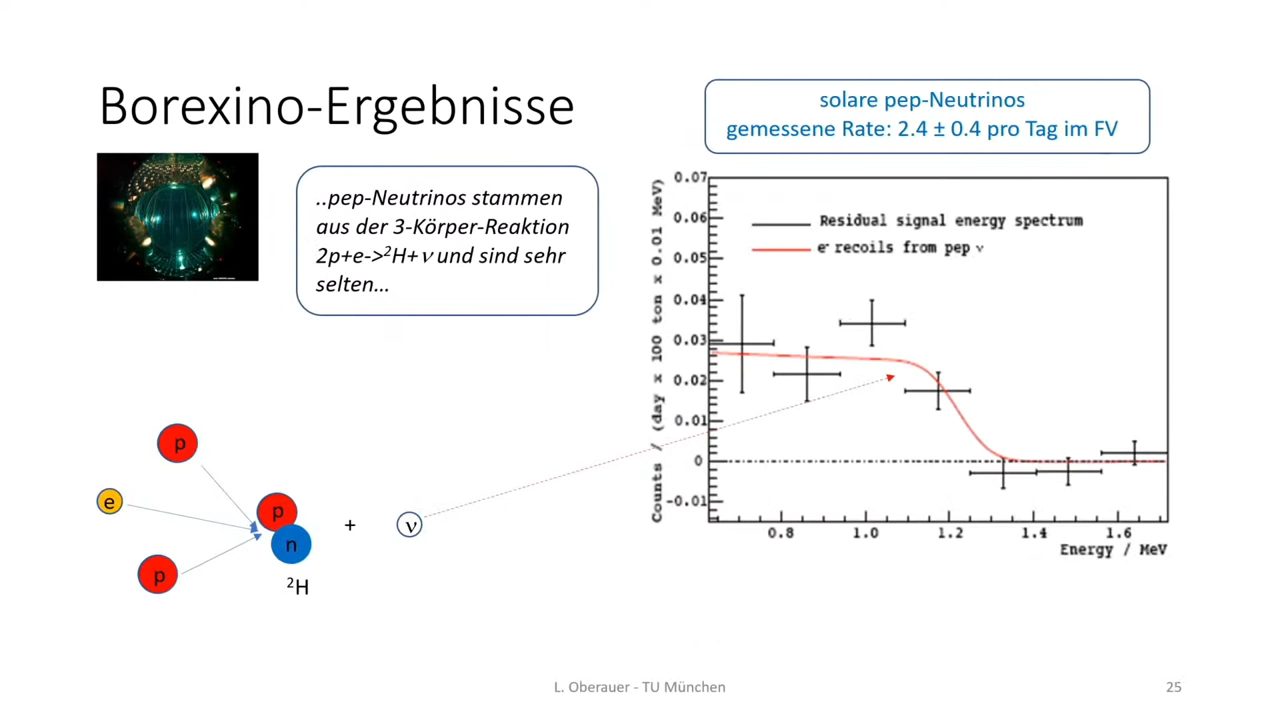 Borexino-Ergebnisse
solare pep-Neutrinos
gemessene Rate: 2.4 ± 0.4 pro Tag im FV
..pep-Neutrinos stammen
aus der 3-Körper-Reaktion
2p+e->²H+ν und sind sehr
selten…
p
e
p
p
n
²H
+
ν
Counts / (day x 100 ton x 0.01 MeV)
0.07
0.06
0.05
0.04
0.03
0.02
0.01
0
-0.01
Residual signal energy spectrum
e⁻ recoils from pep ν
0.8 1.0 1.2 1.4 1.6
Energy / MeV
L. Oberauer - TU München
25